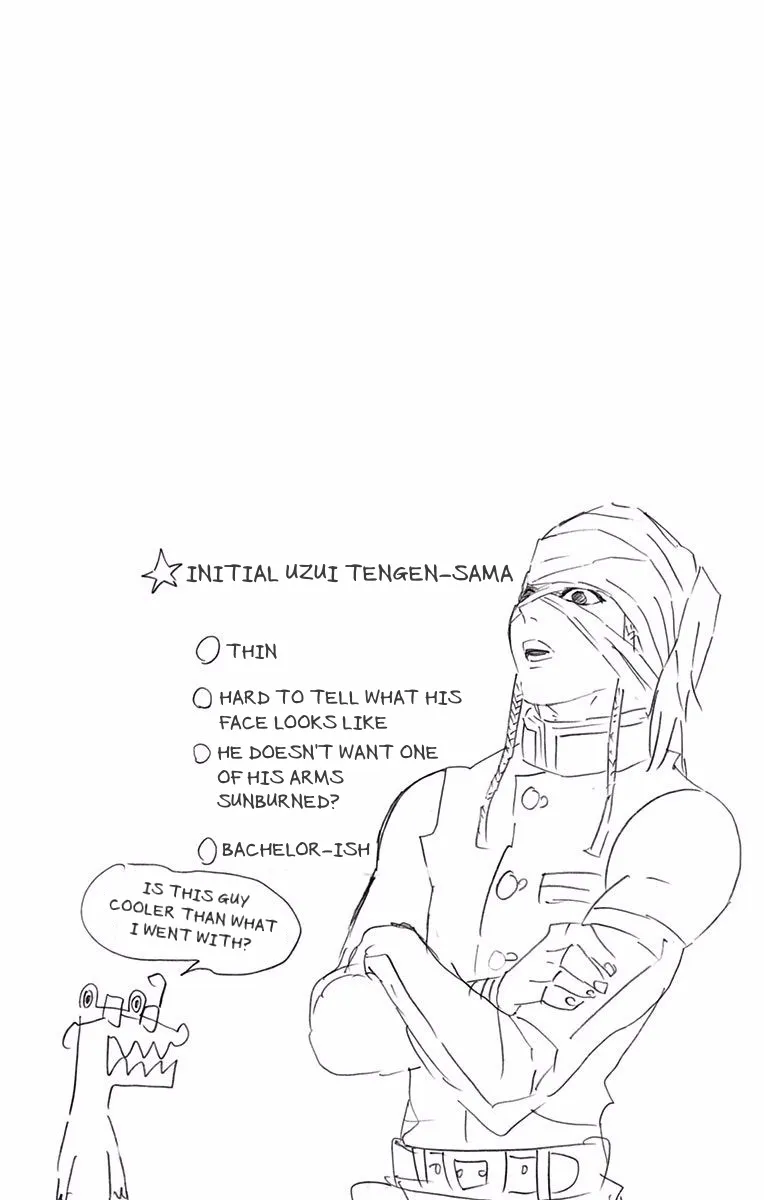 ☆INITIAL UZUI TENGEN-SAMA
○ THIN
○ HARD TO TELL WHAT HIS
FACE LOOKS LIKE
○ HE DOESN'T WANT ONE
OF HIS ARMS
SUNBURNED?
○ BACHELOR-ISH
IS THIS GUY
COOLER THAN WHAT
I WENT WITH?